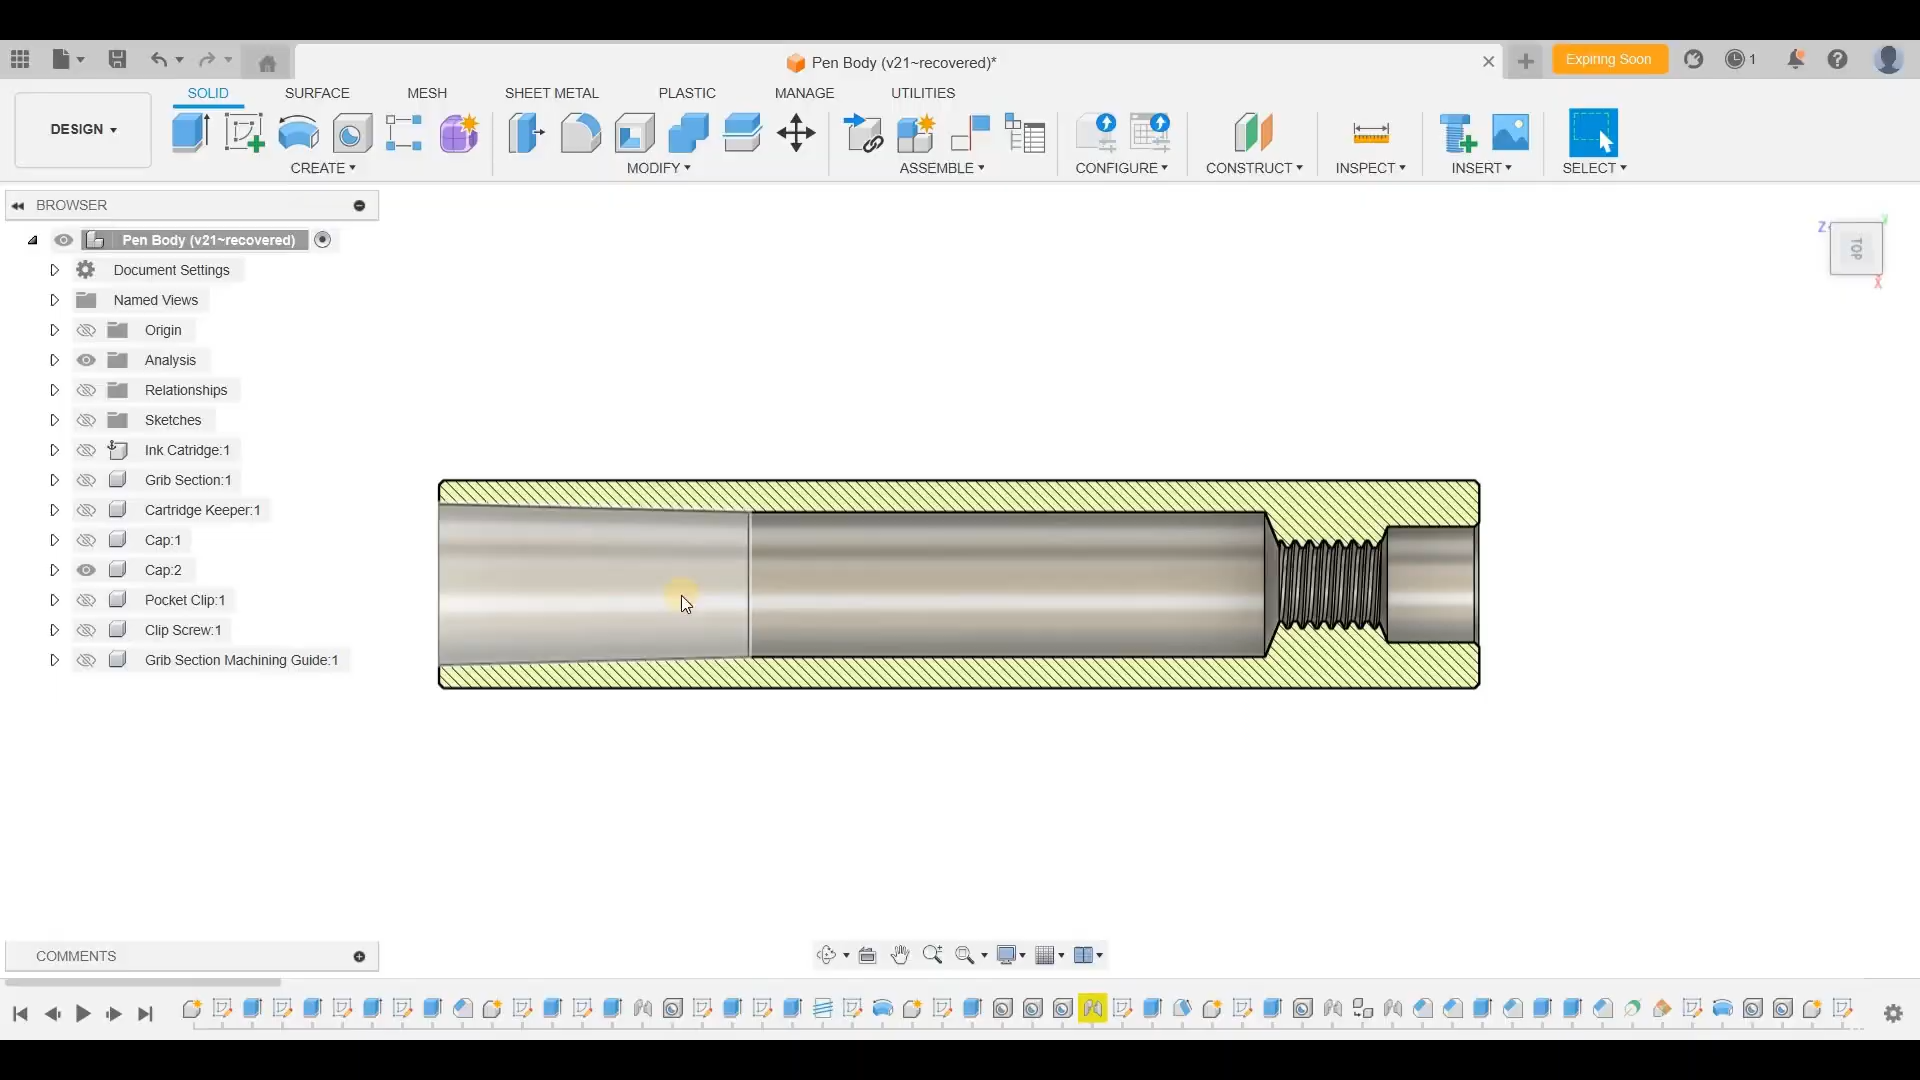 Pen Body (v21~recovered)*
Expiring Soon
1
DESIGN
SOLID
SURFACE
MESH
SHEET METAL
PLASTIC
MANAGE
UTILITIES
CREATE
MODIFY
ASSEMBLE
CONFIGURE
CONSTRUCT
INSPECT
INSERT
SELECT
BROWSER
Pen Body (v21~recovered)
Document Settings
Named Views
Origin
Analysis
Relationships
Sketches
Ink Catridge:1
Grib Section:1
Cartridge Keeper:1
Cap:1
Cap:2
Pocket Clip:1
Clip Screw:1
Grib Section Machining Guide:1
Z
TOP
X
COMMENTS